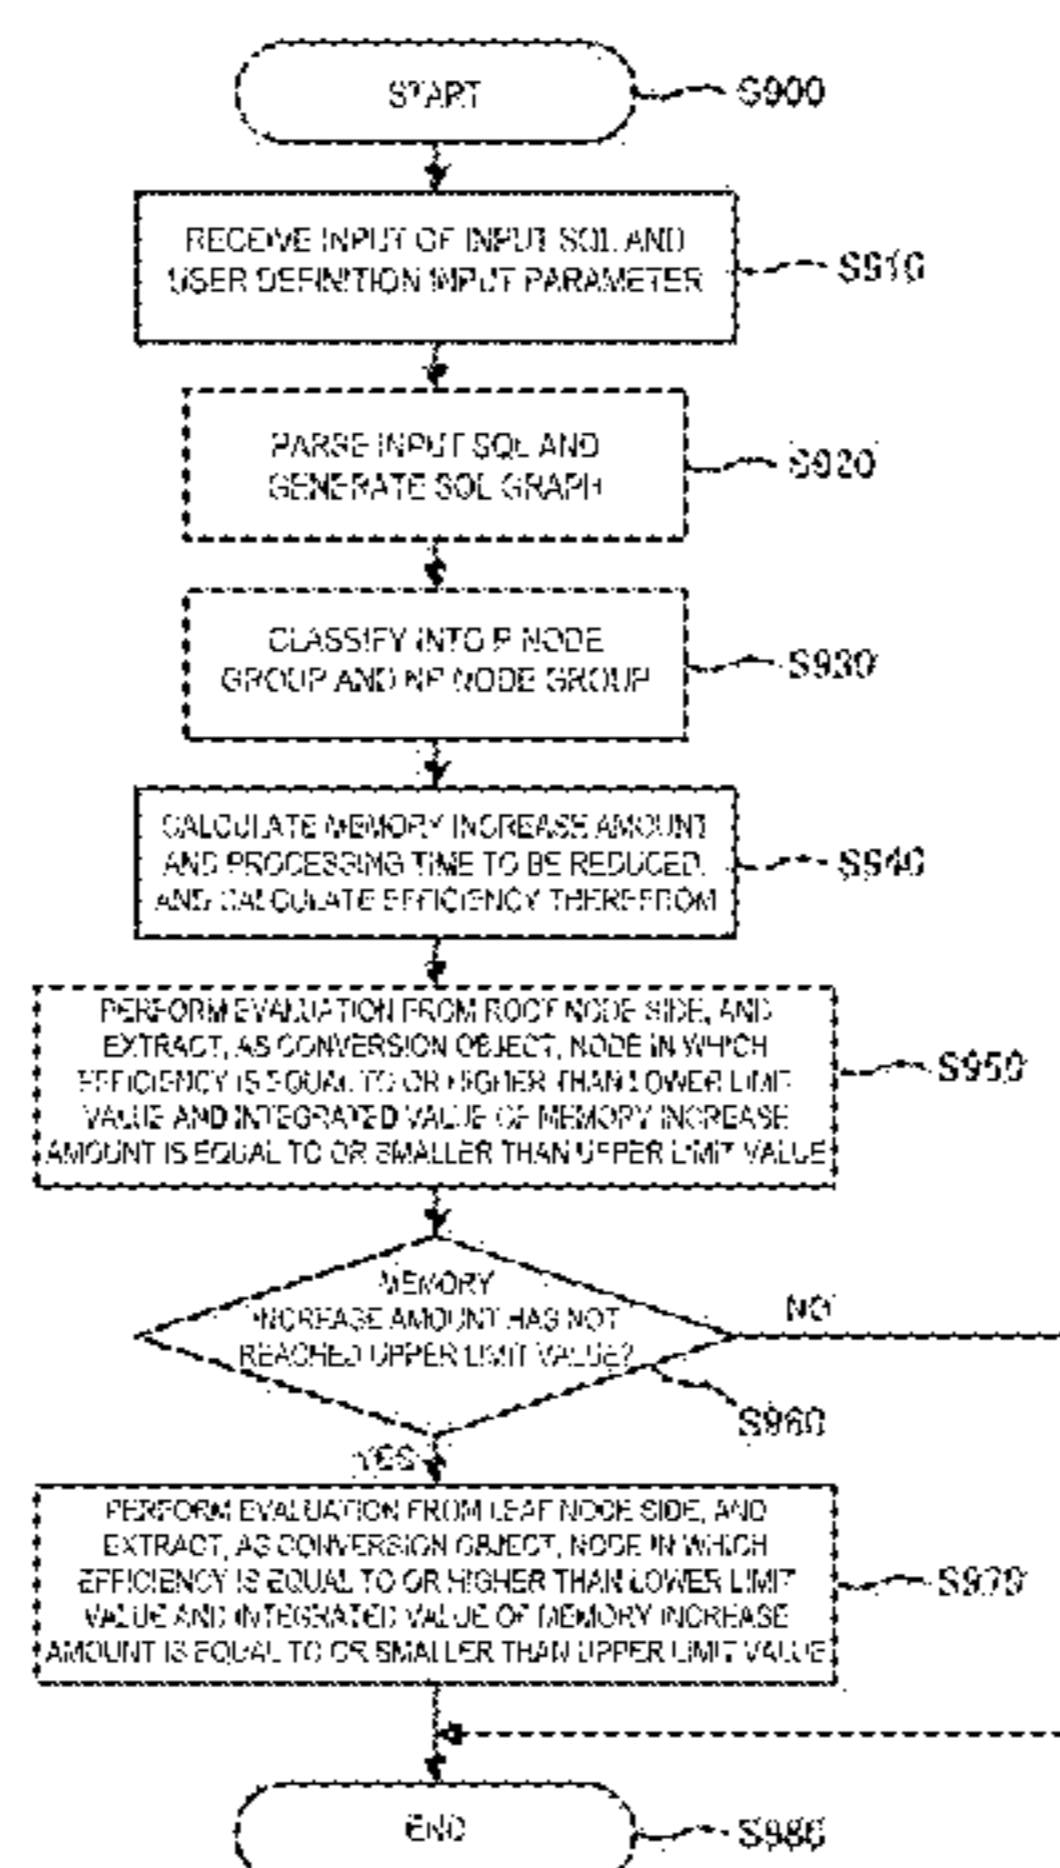 START
S900
RECEIVE INPUT OF INPUT SQL AND
USER DEFINITION INPUT PARAMETER
S910
PARSE INPUT SQL AND
GENERATE SQL GRAPH
S920
CLASSIFY INTO P NODE
GROUP AND NP NODE GROUP
S930
CALCULATE MEMORY INCREASE AMOUNT
AND PROCESSING TIME TO BE REDUCED,
AND CALCULATE EFFICIENCY THEREFROM
S940
PERFORM EVALUATION FROM ROOT NODE SIDE, AND
EXTRACT, AS CONVERSION OBJECT, NODE IN WHICH
EFFICIENCY IS EQUAL TO OR HIGHER THAN LOWER LIMIT
VALUE AND INTEGRATED VALUE OF MEMORY INCREASE
AMOUNT IS EQUAL TO OR SMALLER THAN UPPER LIMIT VALUE
S950
MEMORY
INCREASE AMOUNT HAS NOT
REACHED UPPER LIMIT VALUE?
NO
S960
YES
PERFORM EVALUATION FROM LEAF NODE SIDE, AND
EXTRACT, AS CONVERSION OBJECT, NODE IN WHICH
EFFICIENCY IS EQUAL TO OR HIGHER THAN LOWER LIMIT
VALUE AND INTEGRATED VALUE OF MEMORY INCREASE
AMOUNT IS EQUAL TO OR SMALLER THAN UPPER LIMIT VALUE
S970
END
S980